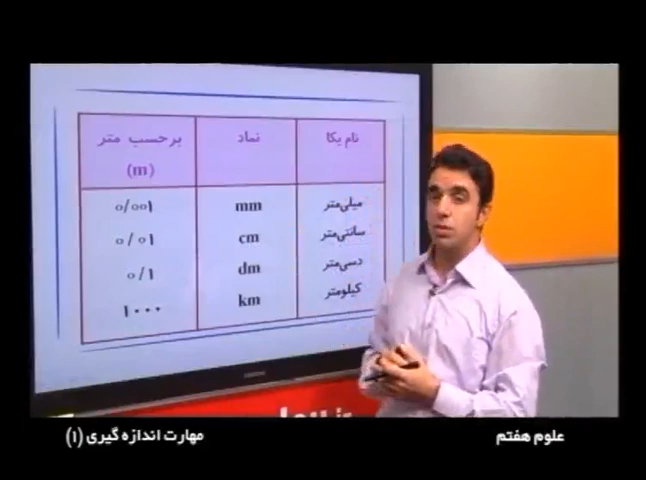 نام یکا نماد برحسب متر
(m)
میلی‌متر mm ۰/۰۰۱
سانتی‌متر cm ۰/۰۱
دسی‌متر dm ۰/۱
کیلومتر km ۱۰۰۰
علوم هفتم
مهارت اندازه گیری (۱)